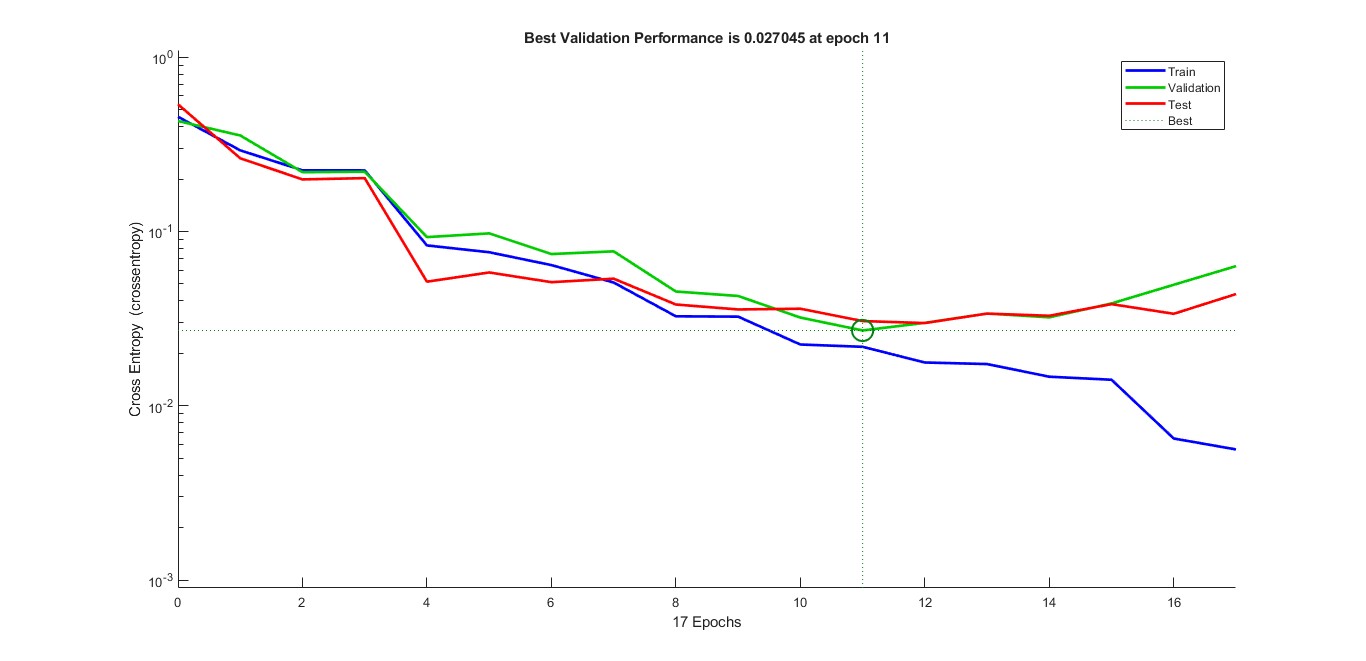 Best Validation Performance is 0.027045 at epoch 11
10^0
10^-1
10^-2
10^-3
Cross Entropy (crossentropy)
Train
Validation
Test
Best
0 2 4 6 8 10 12 14 16
17 Epochs